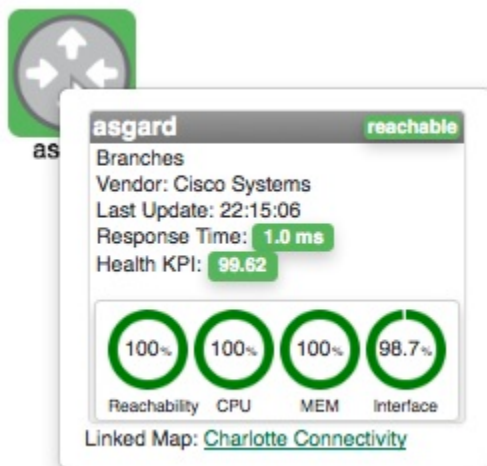 as
asgard reachable
Branches
Vendor: Cisco Systems
Last Update: 22:15:06
Response Time: 1.0 ms
Health KPI: 99.62
100% 100% 100% 98.7%
Reachability CPU MEM Interface
Linked Map: Charlotte Connectivity